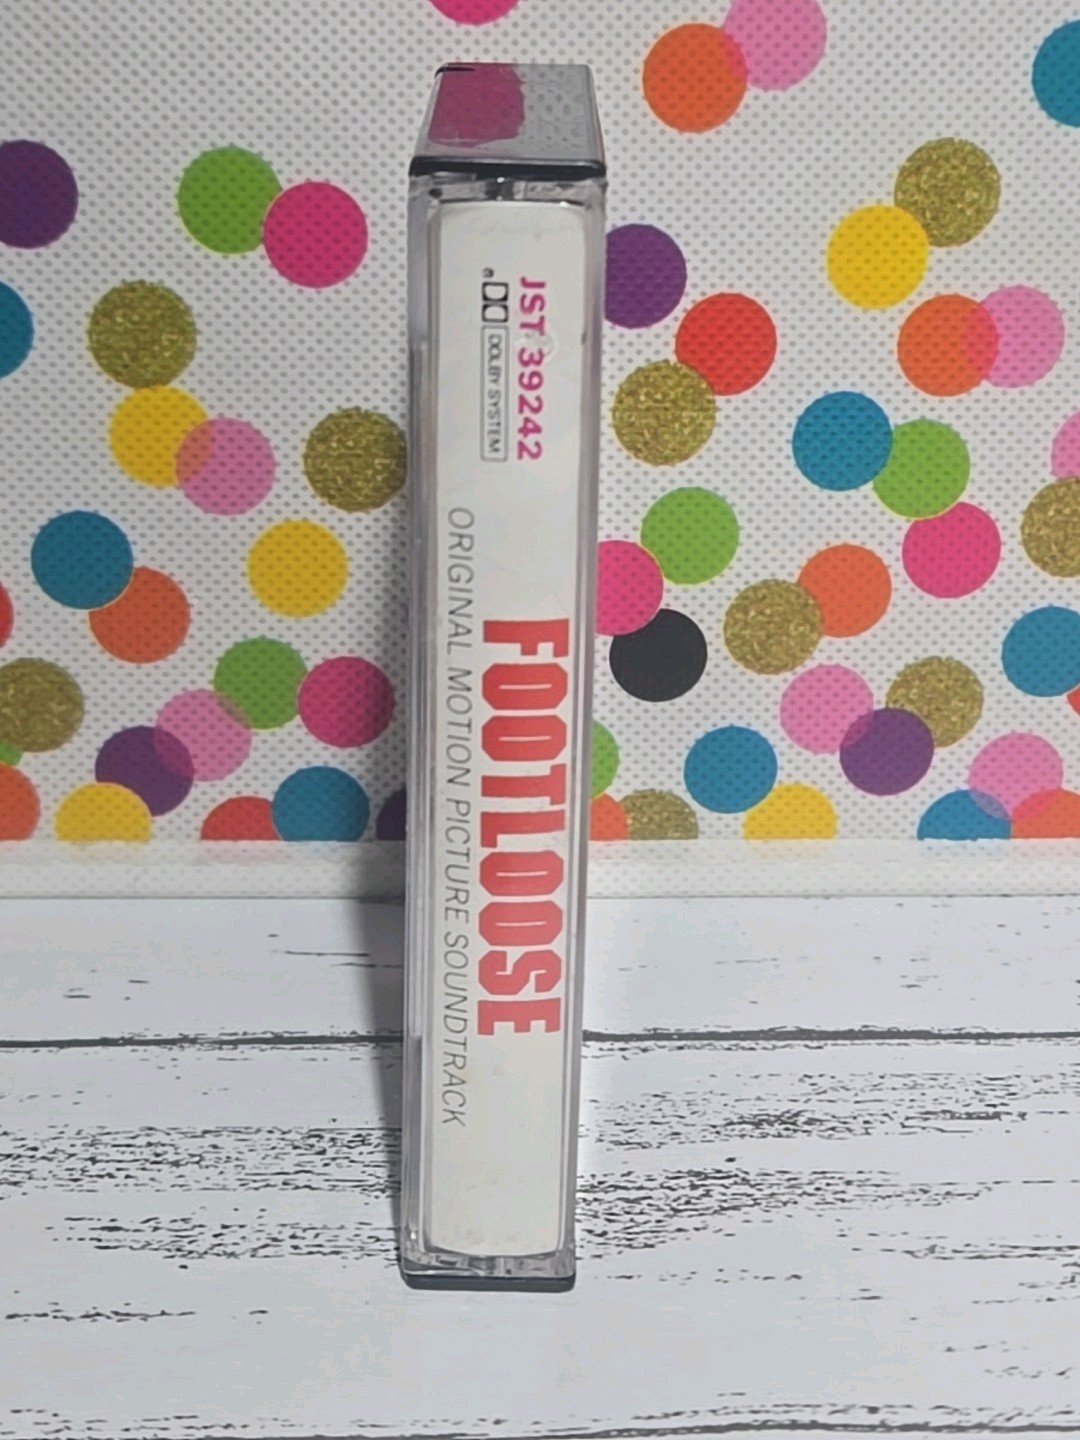 JST 39242
DOLBY SYSTEM
FOOTLOOSE
ORIGINAL MOTION PICTURE SOUNDTRACK